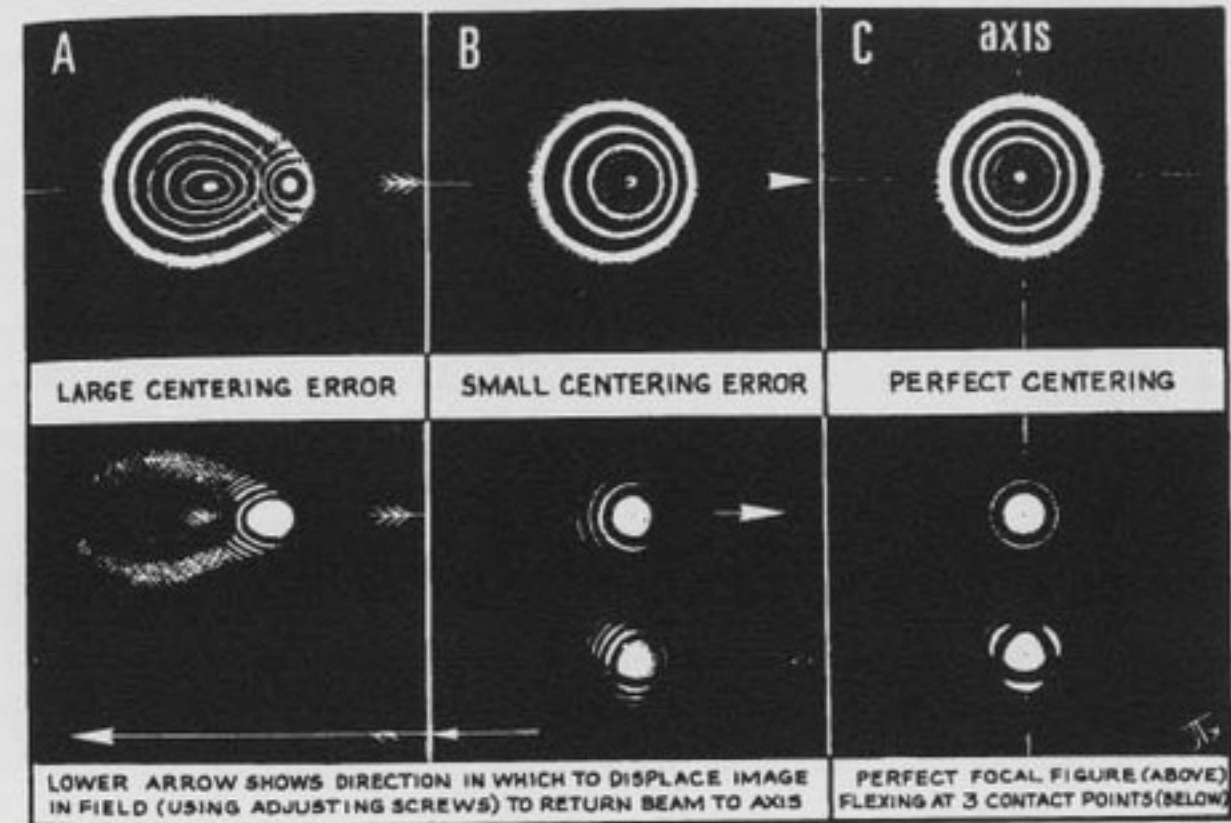 A
B
C
axis
LARGE CENTERING ERROR
SMALL CENTERING ERROR
PERFECT CENTERING
LOWER ARROW SHOWS DIRECTION IN WHICH TO DISPLACE IMAGE
IN FIELD (USING ADJUSTING SCREWS) TO RETURN BEAM TO AXIS
PERFECT FOCAL FIGURE (ABOVE)
FLEXING AT 3 CONTACT POINTS (BELOW)